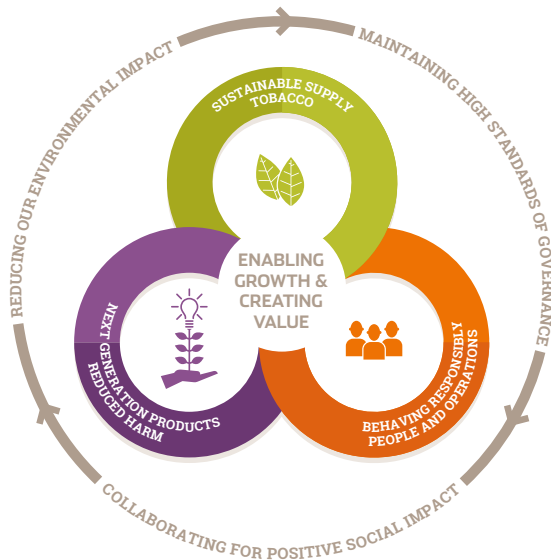 REDUCING OUR ENVIRONMENTAL IMPACT
MAINTAINING HIGH STANDARDS OF GOVERNANCE
SUSTAINABLE SUPPLY
TOBACCO
ENABLING
GROWTH &
CREATING
VALUE
NEXT GENERATION PRODUCTS
REDUCED HARM
BEHAVING RESPONSIBLY
PEOPLE AND OPERATIONS
COLLABORATING FOR POSITIVE SOCIAL IMPACT